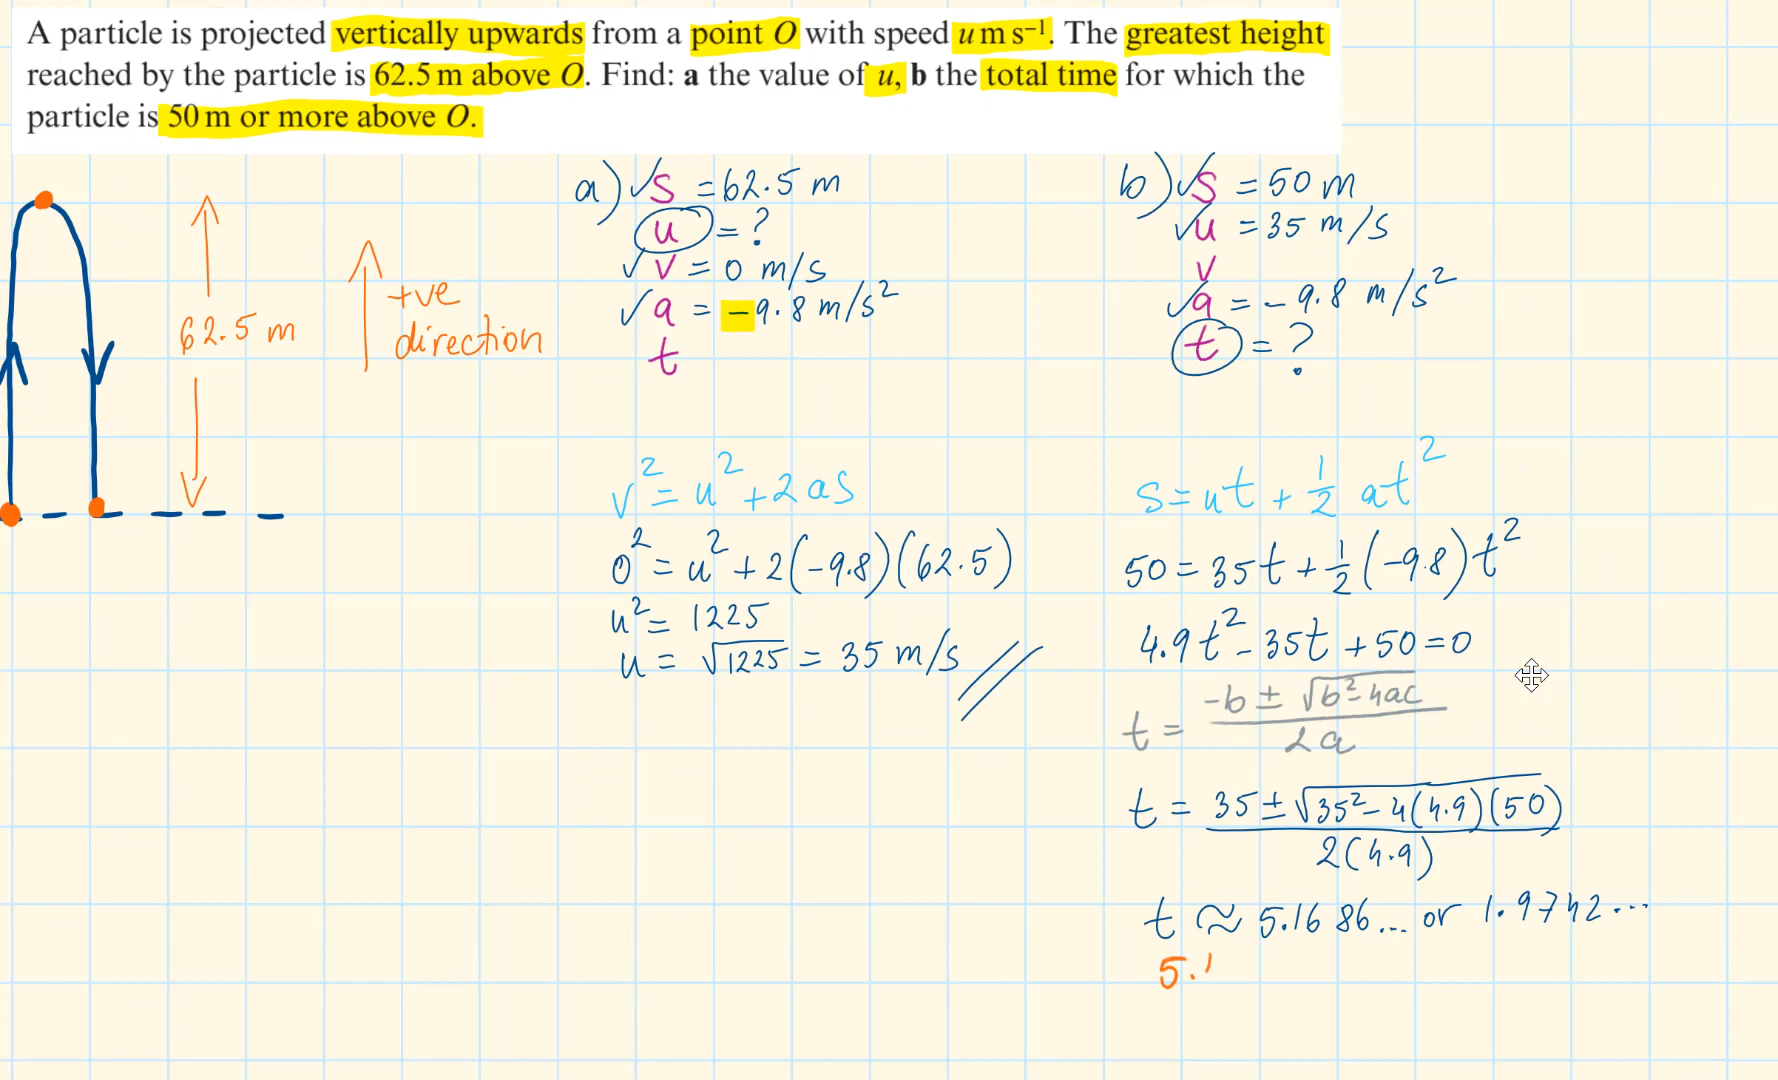 A particle is projected vertically upwards from a point O with speed u m s⁻¹. The greatest height
reached by the particle is 62.5 m above O. Find: a the value of u, b the total time for which the
particle is 50 m or more above O.
62.5 m
+ve
direction
a) √s = 62.5 m
u = ?
√v = 0 m/s
√a = -9.8 m/s²
t
v² = u² + 2as
0² = u² + 2(-9.8)(62.5)
u² = 1225
u = √1225 = 35 m/s
b) √s = 50 m
√u = 35 m/s
v
√a = -9.8 m/s²
t = ?
s = ut + 1/2 at²
50 = 35t + 1/2 (-9.8)t²
4.9t² - 35t + 50 = 0
t = (-b ± √(b² - 4ac)) / 2a
t = (35 ± √(35² - 4(4.9)(50))) / 2(4.9)
t ≈ 5.1686... or 1.9742...
5.1